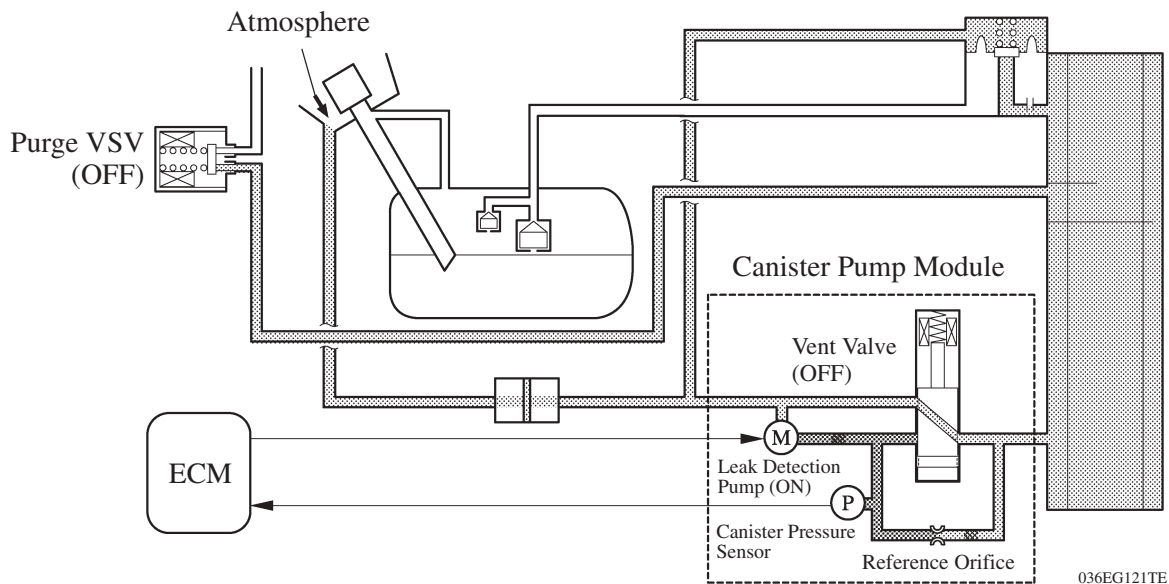 Atmosphere
Purge VSV
(OFF)
Canister Pump Module
Vent Valve
(OFF)
M
ECM
Leak Detection
Pump (ON)
P
Canister Pressure
Sensor
Reference Orifice
036EG121TE